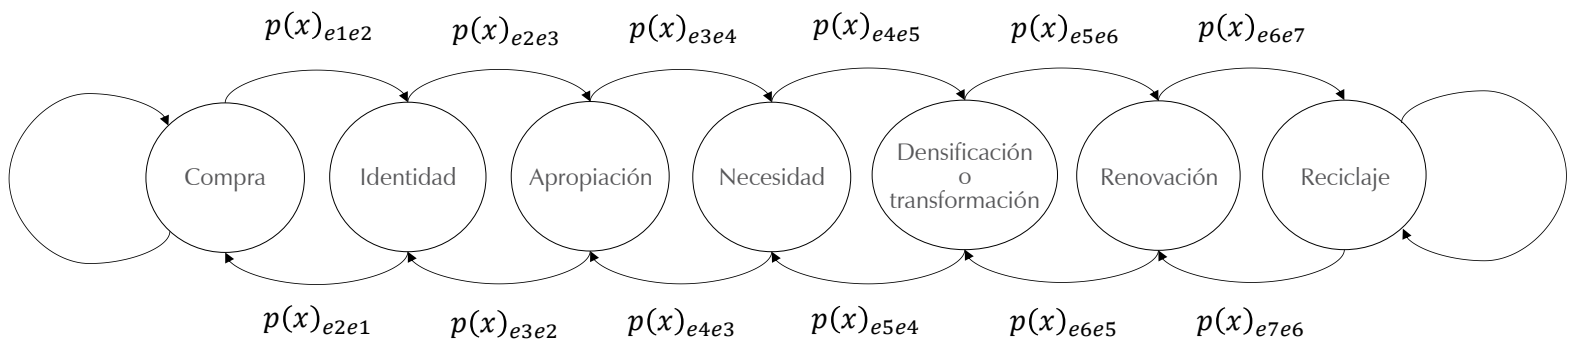 p(x)e1e2 p(x)e2e3 p(x)e3e4 p(x)e4e5 p(x)e5e6 p(x)e6e7
Compra Identidad Apropiación Necesidad Densificación o transformación Renovación Reciclaje
p(x)e2e1 p(x)e3e2 p(x)e4e3 p(x)e5e4 p(x)e6e5 p(x)e7e6